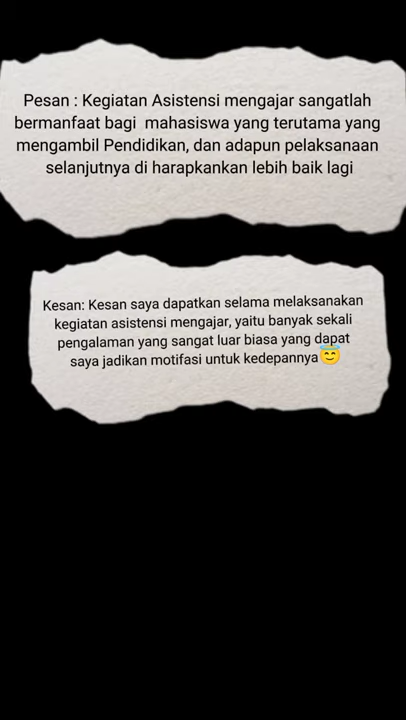 Pesan : Kegiatan Asistensi mengajar sangatlah
bermanfaat bagi mahasiswa yang terutama yang
mengambil Pendidikan, dan adapun pelaksanaan
selanjutnya di harapkankan lebih baik lagi
Kesan: Kesan saya dapatkan selama melaksanakan
kegiatan asistensi mengajar, yaitu banyak sekali
pengalaman yang sangat luar biasa yang dapat
saya jadikan motifasi untuk kedepannya😇